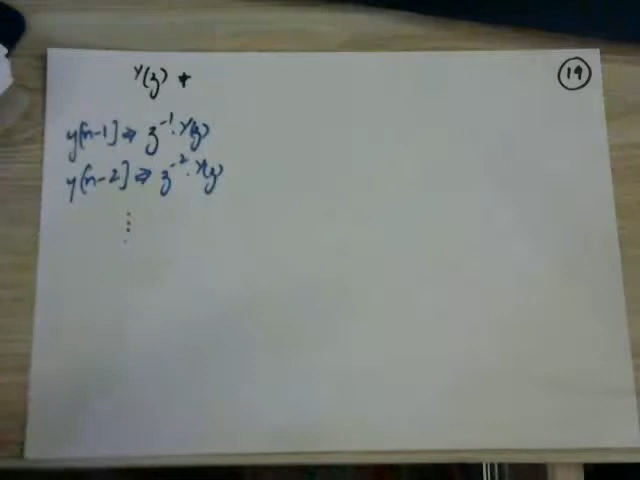 Y(z) +
19
y[n-1] ⇒ z⁻¹·Y(z)
y[n-2] ⇒ z⁻²·Y(z)
⋮